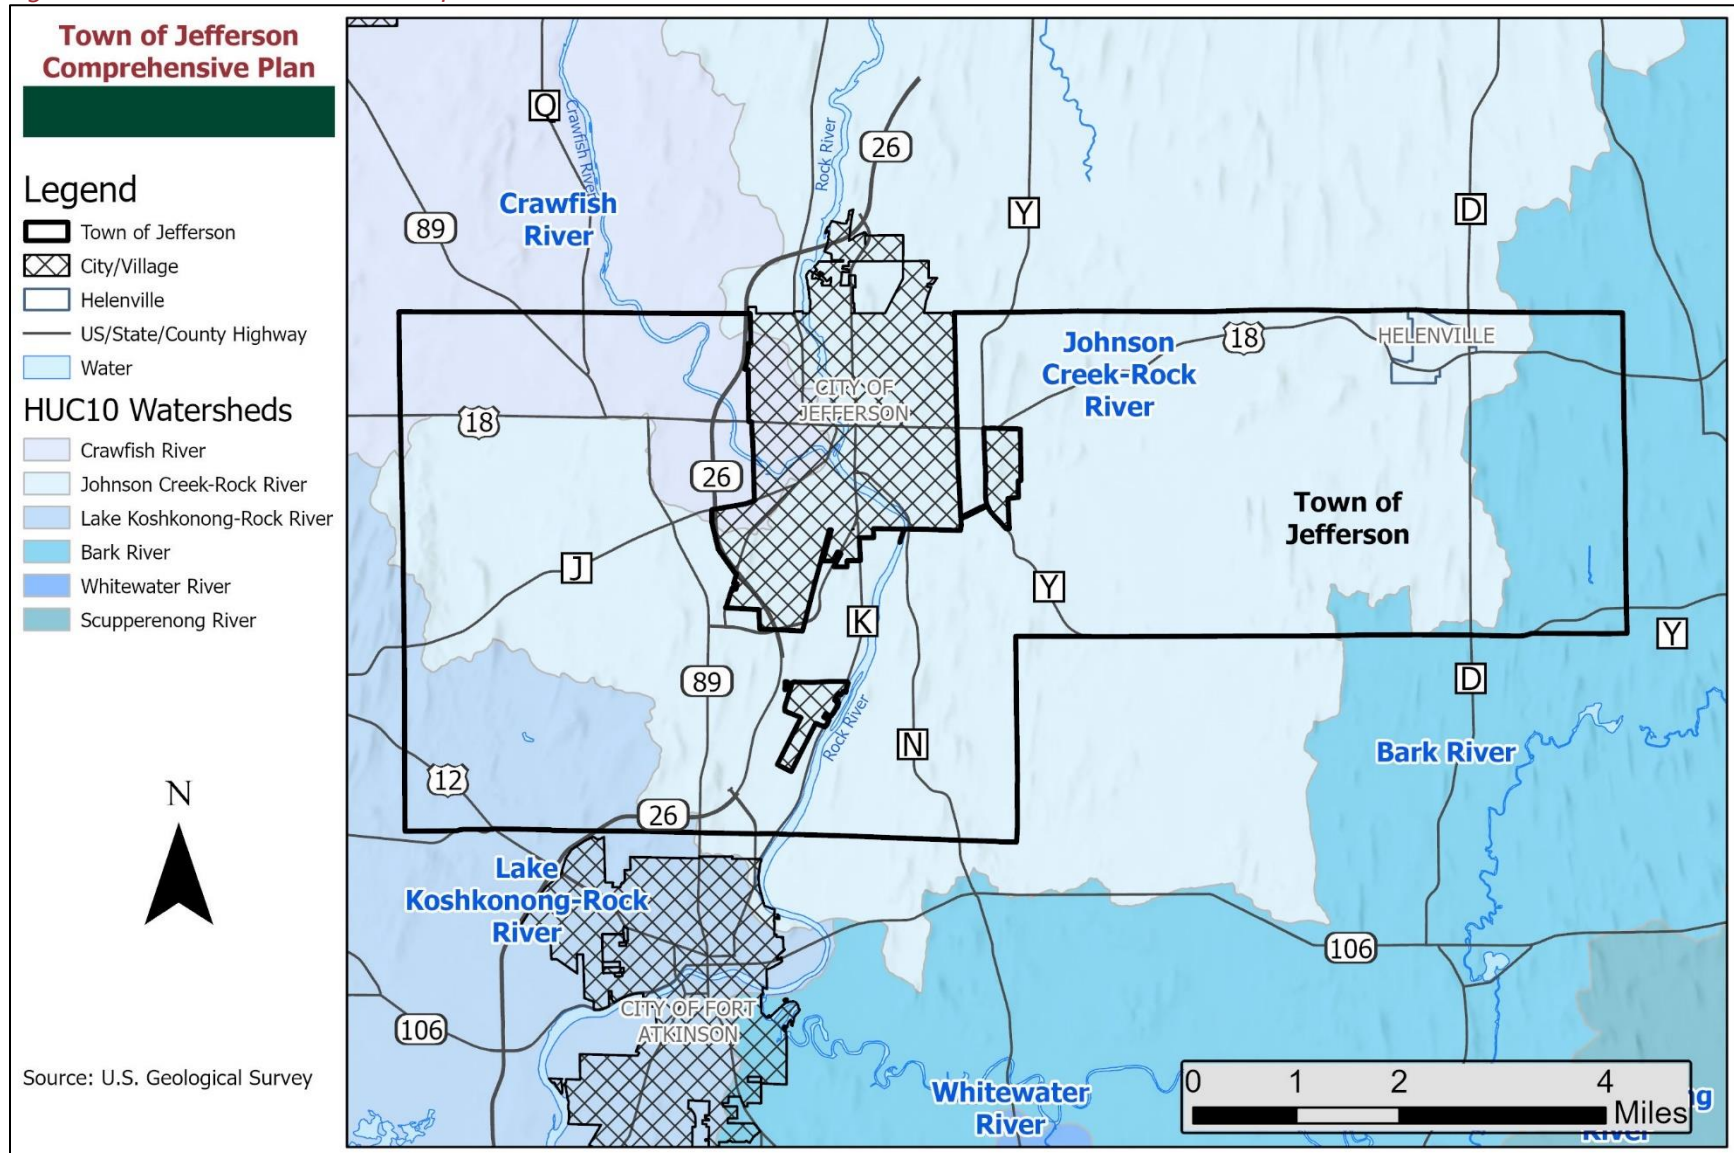 Town of Jefferson
Comprehensive Plan
Legend
Town of Jefferson
City/Village
Helenville
US/State/County Highway
Water
HUC10 Watersheds
Crawfish River
Johnson Creek-Rock River
Lake Koshkonong-Rock River
Bark River
Whitewater River
Scupperenong River
N
Source: U.S. Geological Survey
Q
Crawfish River
Rock River
26
89
Crawfish
River
Y
D
18
HELENVILLE
Johnson
Creek-Rock
River
CITY OF
JEFFERSON
18
26
Town of
Jefferson
J
Y
K
Y
89
D
Rock River
N
Bark River
12
26
Lake
Koshkonong-Rock
River
106
CITY OF FORT
ATKINSON
106
Whitewater
River
0 1 2 4
Miles
ng
River